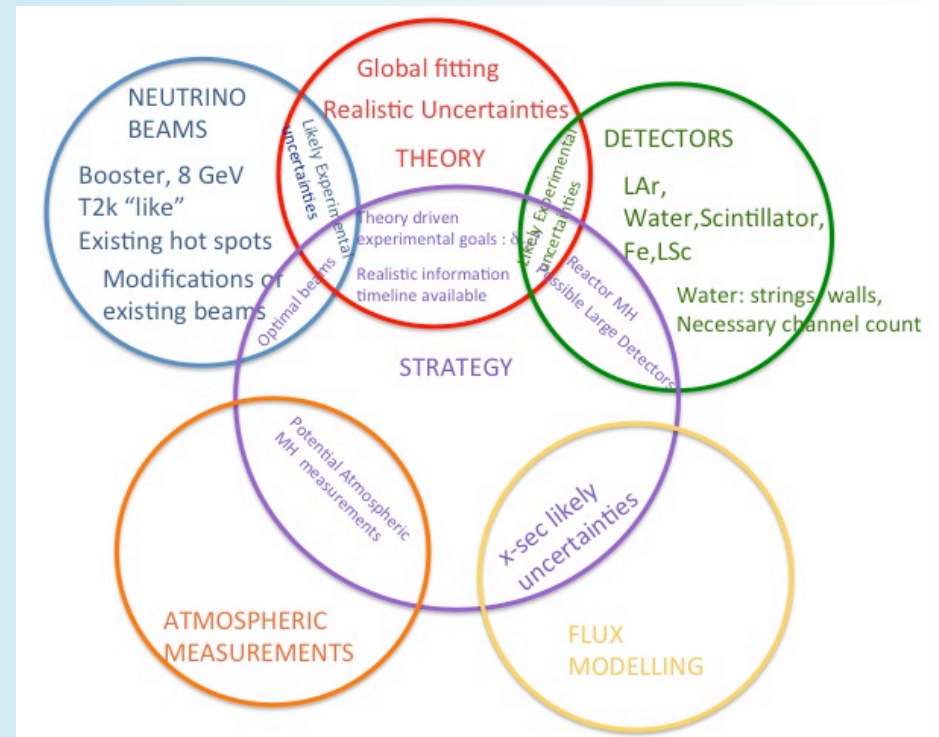 NEUTRINO
BEAMS
Booster, 8 GeV
T2k “like”
Existing hot spots
Modifications of
existing beams
Global fitting
Realistic Uncertainties
THEORY
Likely Experimental
uncertainties
Likely Experimental
uncertainties
DETECTORS
LAr,
Water,Scintillator,
Fe,LSc
Water: strings, walls,
Necessary channel count
Theory driven
experimental goals :
Realistic information
timeline available
Optimal beams
Reactor MH
Possible Large Detectors
STRATEGY
Potential Atmospheric
MH measurements
x-sec likely
uncertainties
ATMOSPHERIC
MEASUREMENTS
FLUX
MODELLING